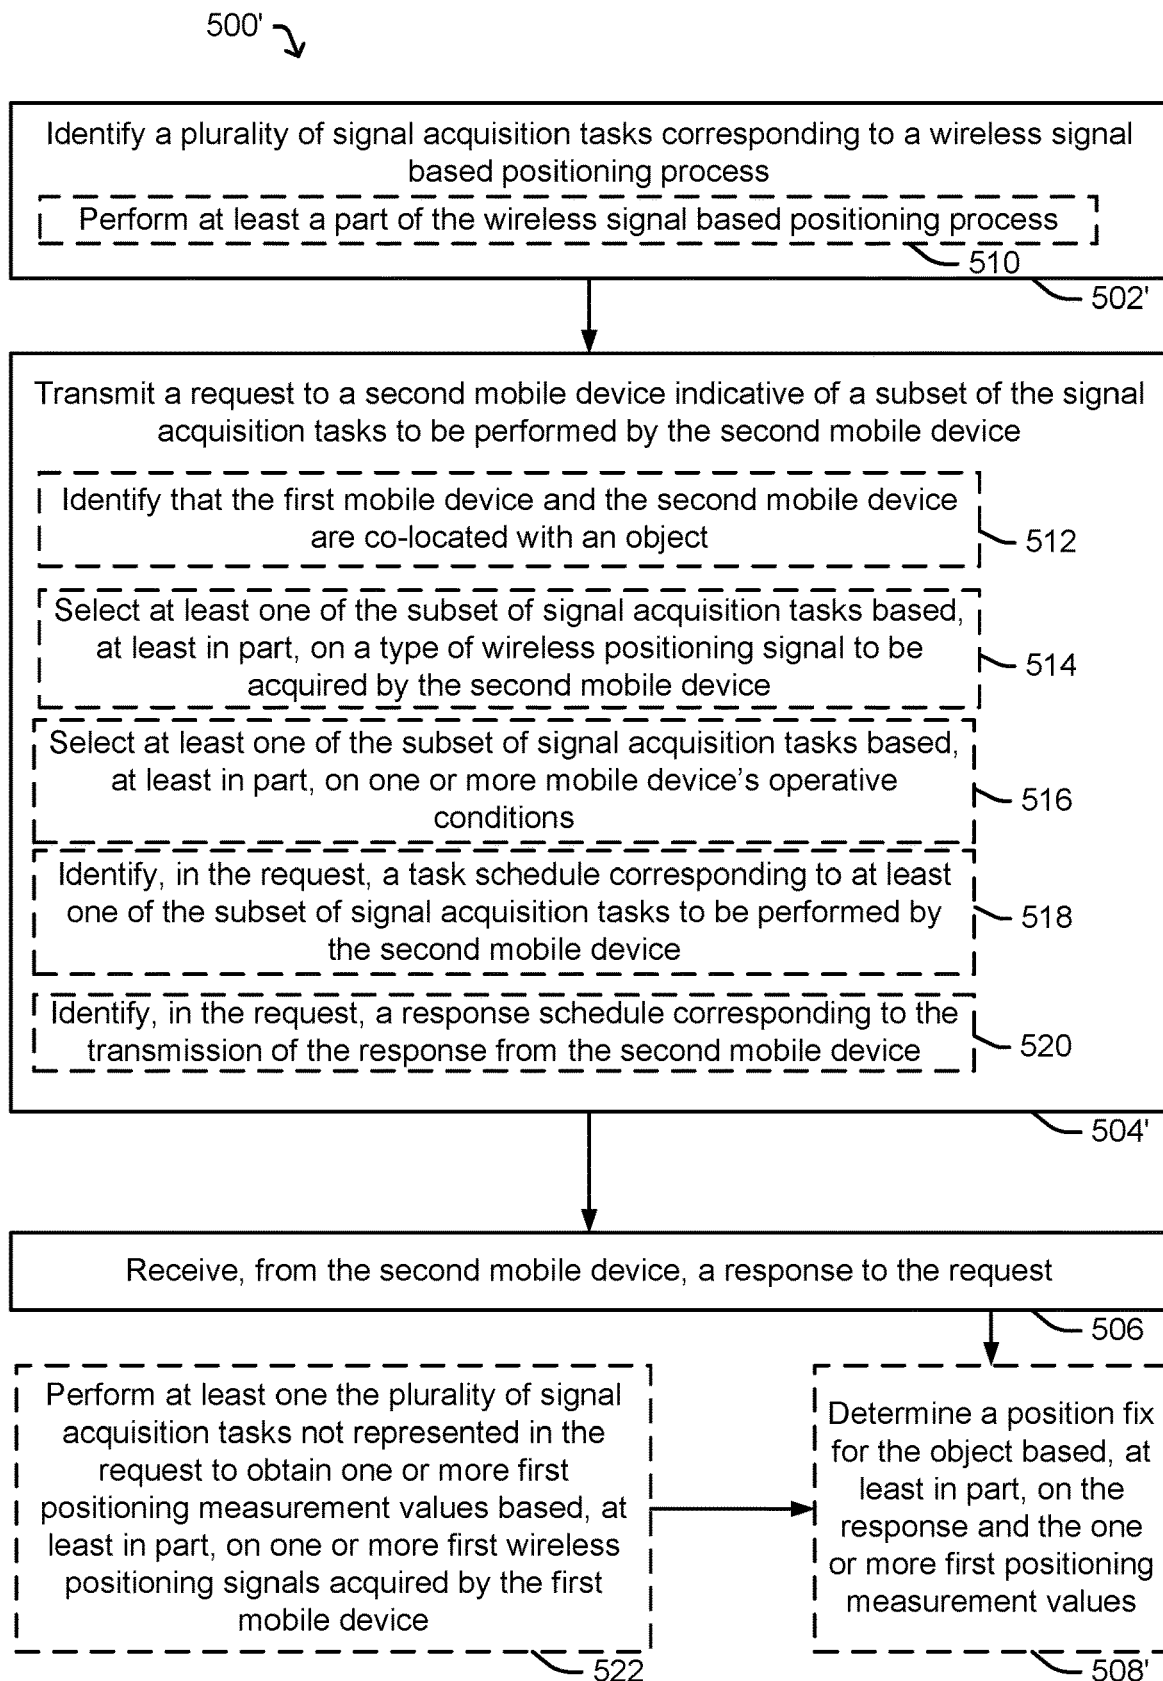 500'
Identify a plurality of signal acquisition tasks corresponding to a wireless signal
based positioning process
Perform at least a part of the wireless signal based positioning process
510
502'
Transmit a request to a second mobile device indicative of a subset of the signal
acquisition tasks to be performed by the second mobile device
Identify that the first mobile device and the second mobile device
are co-located with an object
512
Select at least one of the subset of signal acquisition tasks based,
at least in part, on a type of wireless positioning signal to be
acquired by the second mobile device
514
Select at least one of the subset of signal acquisition tasks based,
at least in part, on one or more mobile device's operative
conditions
516
Identify, in the request, a task schedule corresponding to at least
one of the subset of signal acquisition tasks to be performed by
the second mobile device
518
Identify, in the request, a response schedule corresponding to the
transmission of the response from the second mobile device
520
504'
Receive, from the second mobile device, a response to the request
506
Perform at least one the plurality of signal
acquisition tasks not represented in the
request to obtain one or more first
positioning measurement values based, at
least in part, on one or more first wireless
positioning signals acquired by the first
mobile device
522
Determine a position fix
for the object based, at
least in part, on the
response and the one
or more first positioning
measurement values
508'